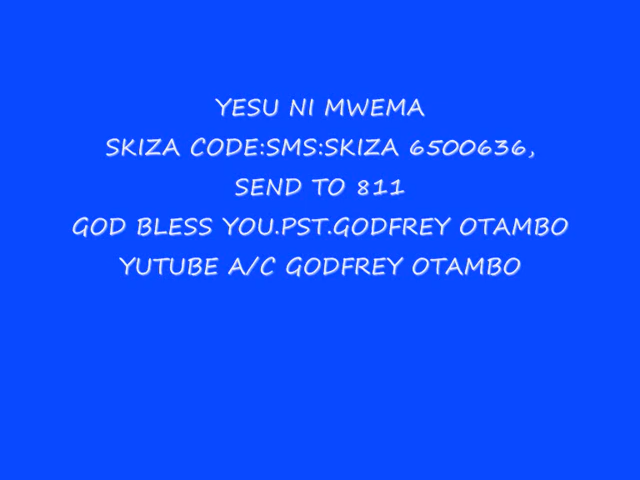 YESU NI MWEMA
SKIZA CODE:SMS:SKIZA 6500636,
SEND TO 811
GOD BLESS YOU.PST.GODFREY OTAMBO
YUTUBE A/C GODFREY OTAMBO